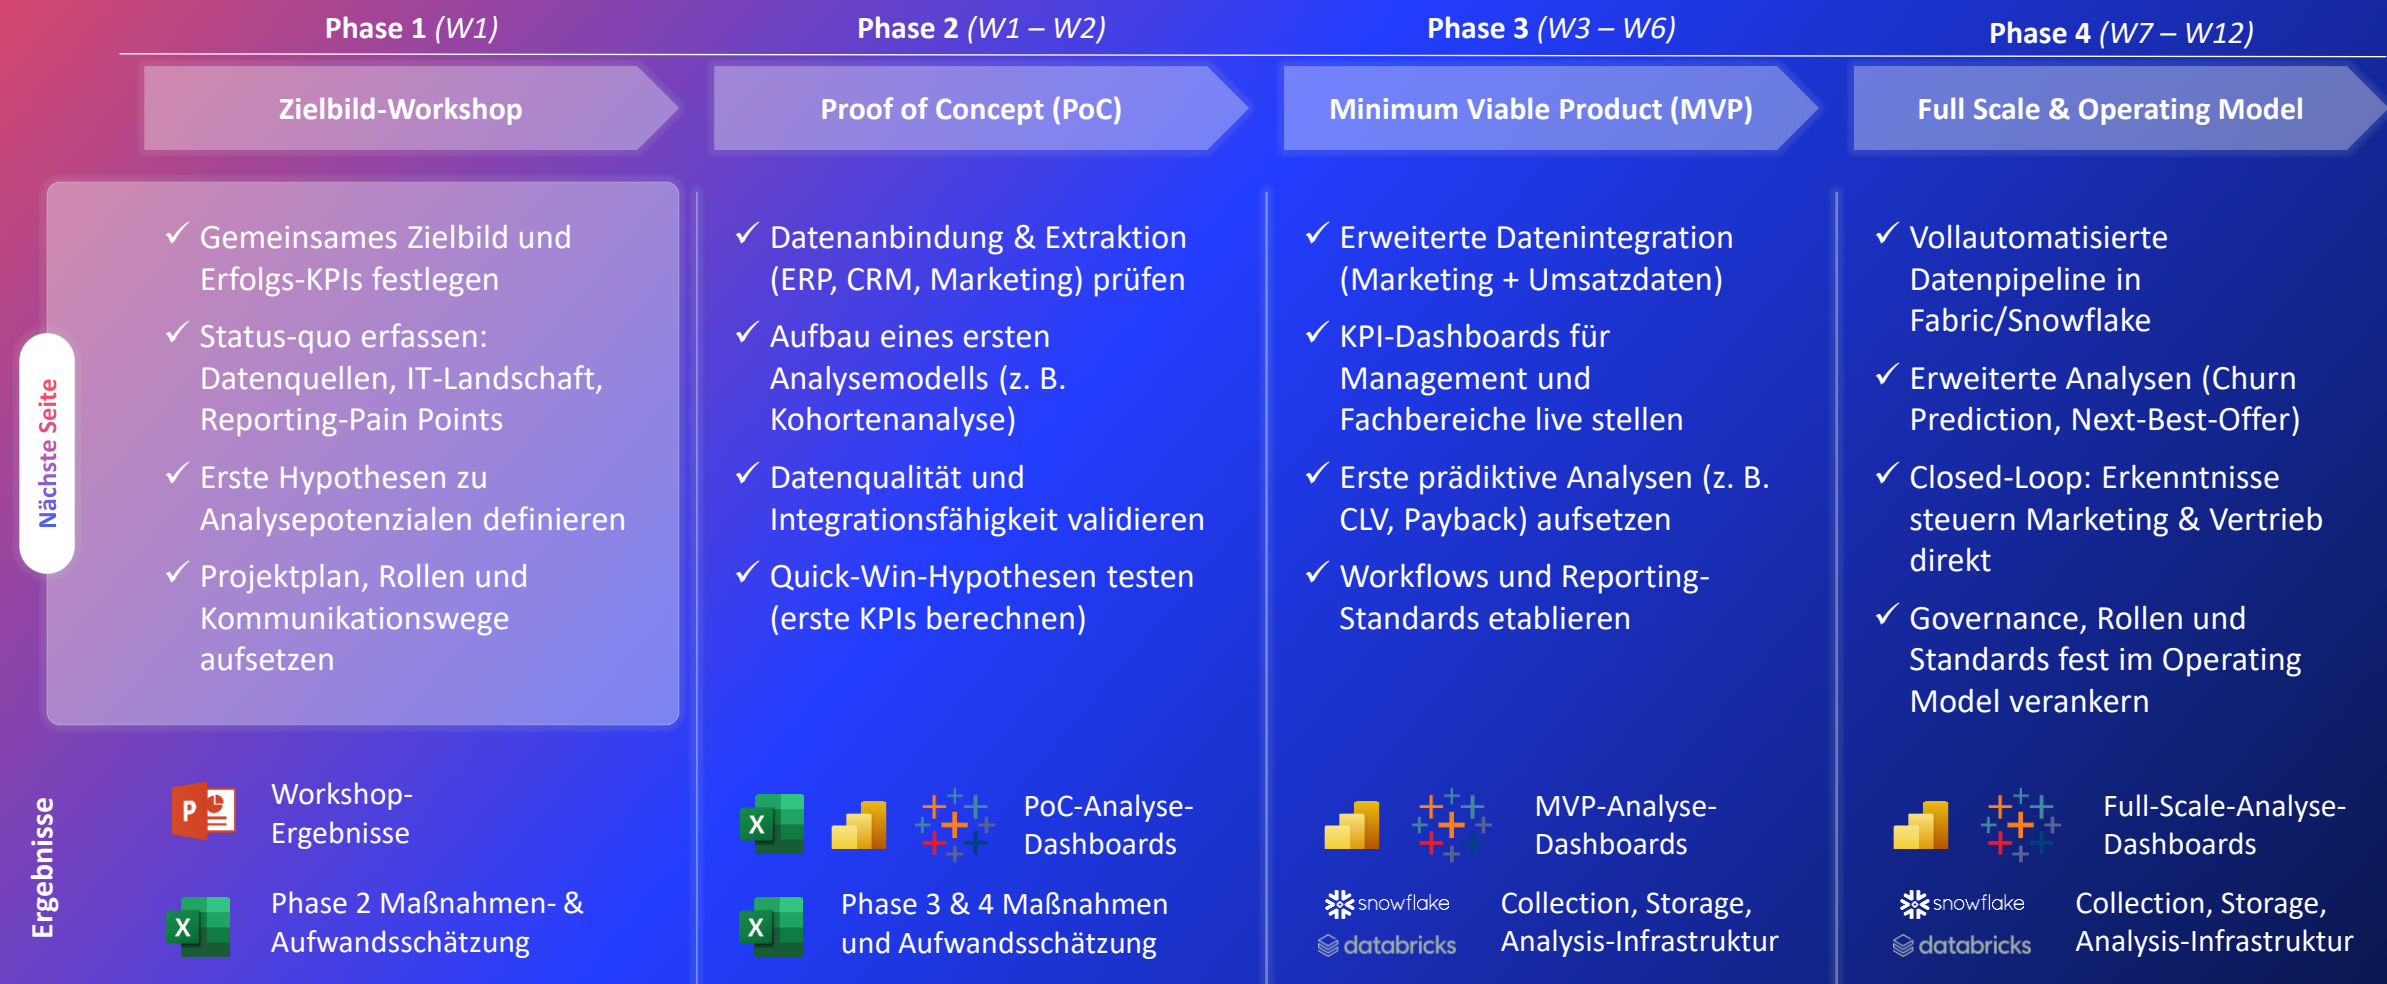 Phase 1 (W1)
Zielbild-Workshop
Gemeinsames Zielbild und
Erfolgs-KPIs festlegen
Status-quo erfassen:
Datenquellen, IT-Landschaft,
Reporting-Pain Points
Erste Hypothesen zu
Analysepotenzialen definieren
Projektplan, Rollen und
Kommunikationswege
aufsetzen
Nächste Seite
Phase 2 (W1 – W2)
Proof of Concept (PoC)
Datenanbindung & Extraktion
(ERP, CRM, Marketing) prüfen
Aufbau eines ersten
Analysemodells (z. B.
Kohortenanalyse)
Datenqualität und
Integrationsfähigkeit validieren
Quick-Win-Hypothesen testen
(erste KPIs berechnen)
Phase 3 (W3 – W6)
Minimum Viable Product (MVP)
Erweiterte Datenintegration
(Marketing + Umsatzdaten)
KPI-Dashboards für
Management und
Fachbereiche live stellen
Erste prädiktive Analysen (z. B.
CLV, Payback) aufsetzen
Workflows und Reporting-
Standards etablieren
Phase 4 (W7 – W12)
Full Scale & Operating Model
Vollautomatisierte
Datenpipeline in
Fabric/Snowflake
Erweiterte Analysen (Churn
Prediction, Next-Best-Offer)
Closed-Loop: Erkenntnisse
steuern Marketing & Vertrieb
direkt
Governance, Rollen und
Standards fest im Operating
Model verankern
Ergebnisse
P
Workshop-
Ergebnisse
X
Phase 2 Maßnahmen- &
Aufwandsschätzung
X
PoC-Analyse-
Dashboards
X
Phase 3 & 4 Maßnahmen
und Aufwandsschätzung
MVP-Analyse-
Dashboards
snowflake
databricks
Collection, Storage,
Analysis-Infrastruktur
Full-Scale-Analyse-
Dashboards
snowflake
databricks
Collection, Storage,
Analysis-Infrastruktur